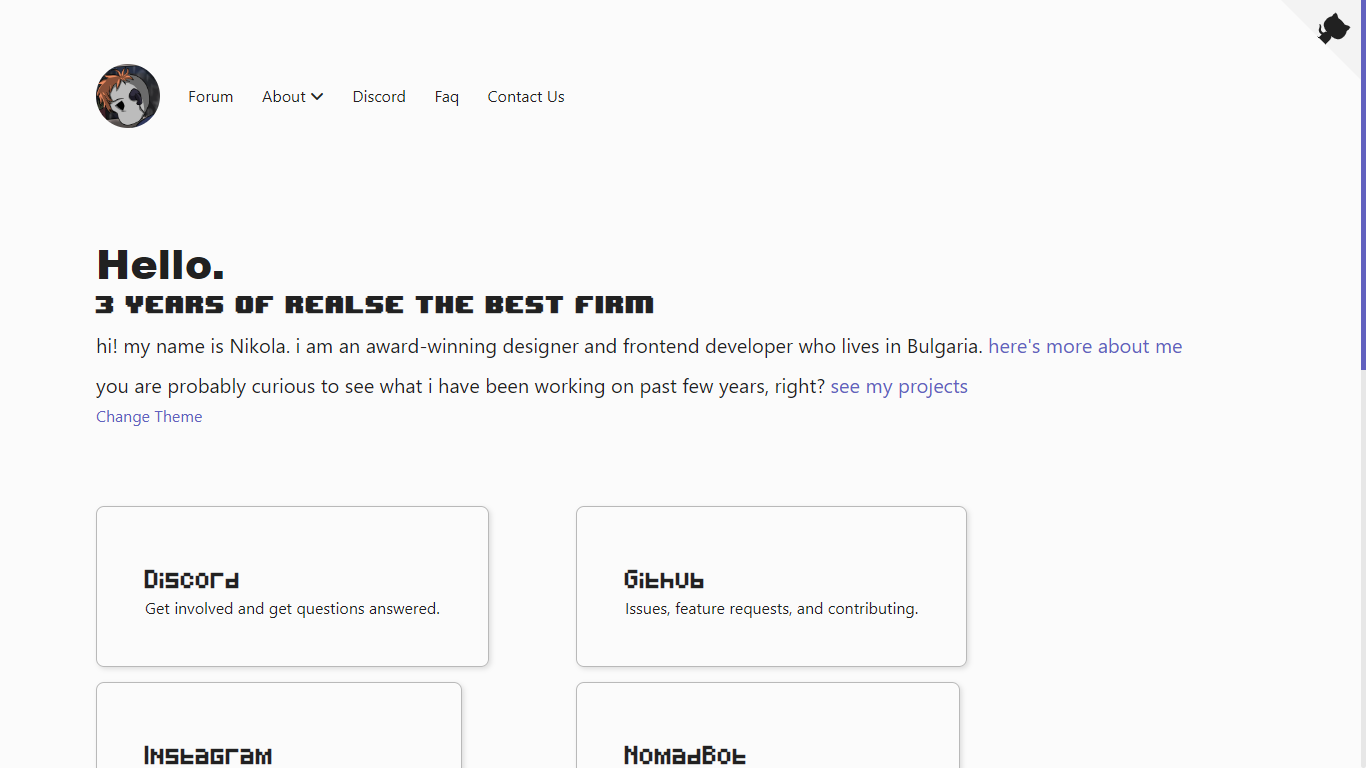 Forum About Discord Faq Contact Us
Hello.
3 YEARS OF REALSE THE BEST FIRM
hi! my name is Nikola. i am an award-winning designer and frontend developer who lives in Bulgaria. here's more about me
you are probably curious to see what i have been working on past few years, right? see my projects
Change Theme
Discord
Get involved and get questions answered.
Github
Issues, feature requests, and contributing.
Instagram
NomadBot